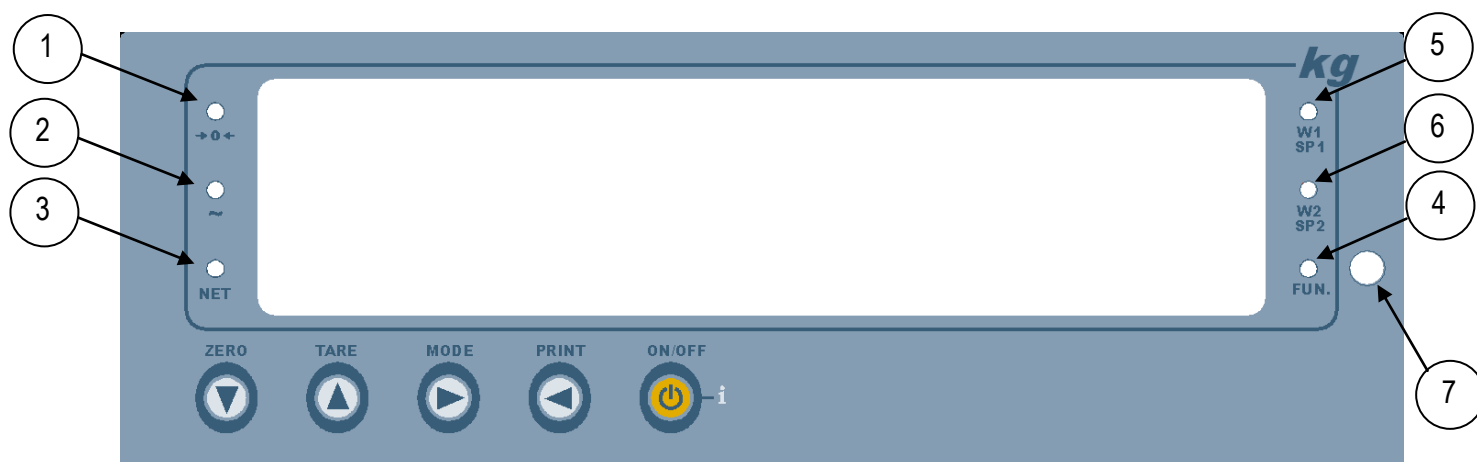 1
5
kg
→0←
W1
SP1
2
6
~
W2
SP2
3
4
NET
FUN.
ZERO TARE MODE PRINT ON/OFF
i
7